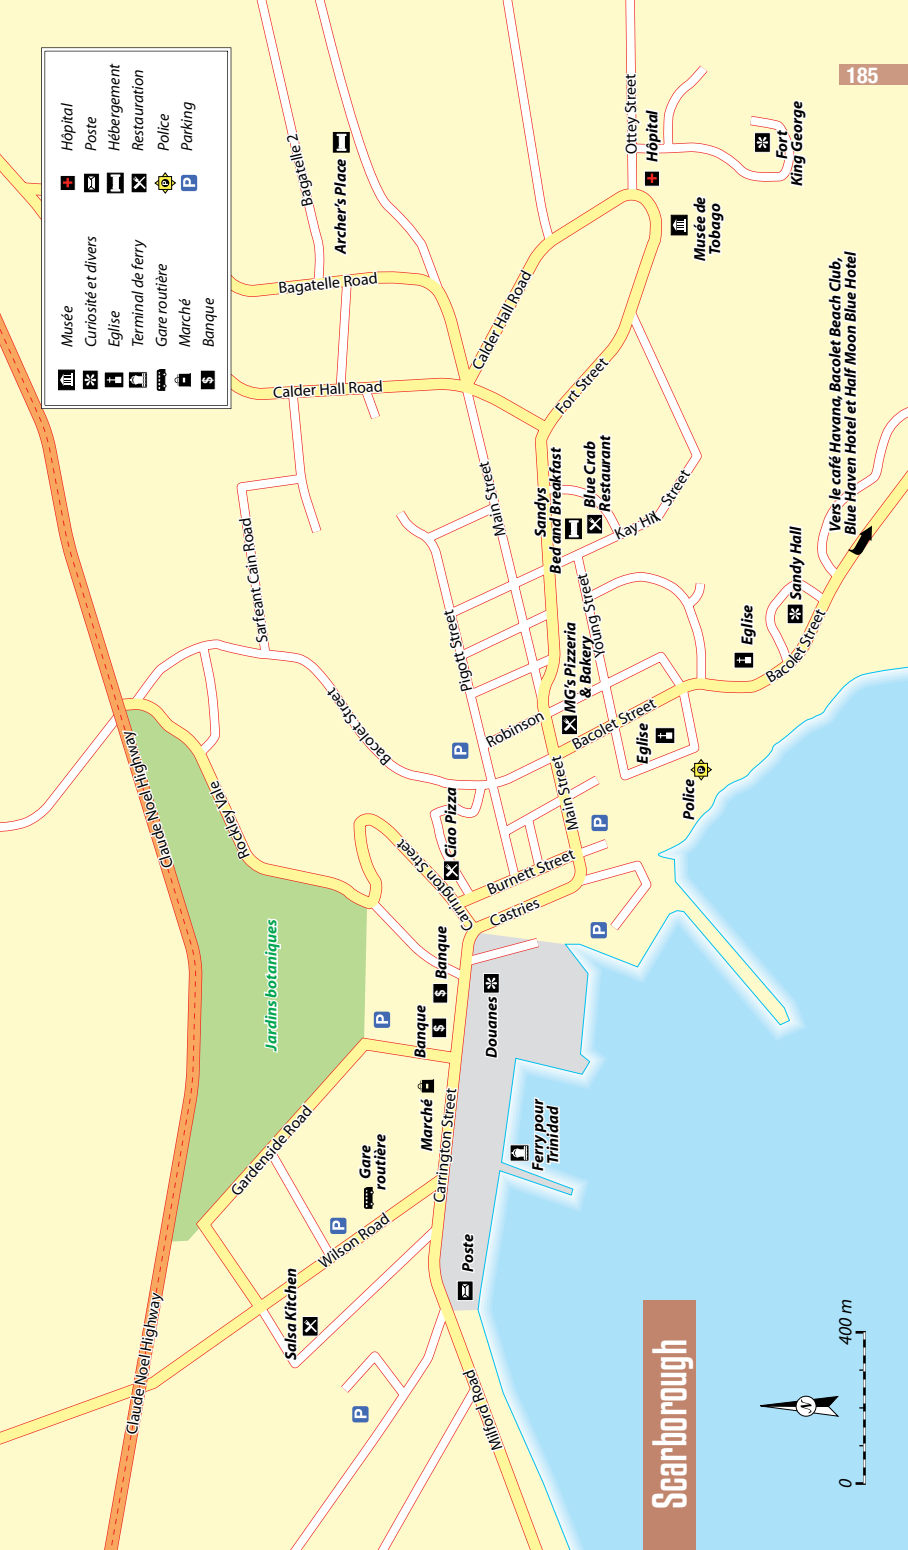 185
Musée
Curiosité et divers
Eglise
Terminal de ferry
Gare routière
Marché
Banque
Hôpital
Poste
Hébergement
Restauration
Police
Parking
P
Claude Noel Highway
Claude Noel Highway
Jardins botaniques
Rockley Vale
Gardenside Road
Wilson Road
Milford Road
Carrington Street
Carrington Street
Castries
Burnett Street
Main Street
Main Street
Bacolet Street
Bacolet Street
Bacolet Street
Sarfeant Cain Road
Calder Hall Road
Calder Hall Road
Bagatelle Road
Bagatelle 2
Pigott Street
Robinson
Young Street
Kay Hill
Street
Fort Street
Ottey Street
Archer's Place
Hôpital
Fort
King George
Musée de
Tobago
Sandys
Bed and Breakfast
Blue Crab
Restaurant
MG's Pizzeria
& Bakery
Vers le café Havana, Bacolet Beach Club,
Blue Haven Hotel et Half Moon Blue Hotel
Sandy Hall
Eglise
Eglise
Police
Ciao Pizza
Banque
Banque
Douanes
Marché
Gare
routière
Ferry pour
Trinidad
Poste
Salsa Kitchen
P
P
P
P
P
P
Scarborough
N
0
400 m